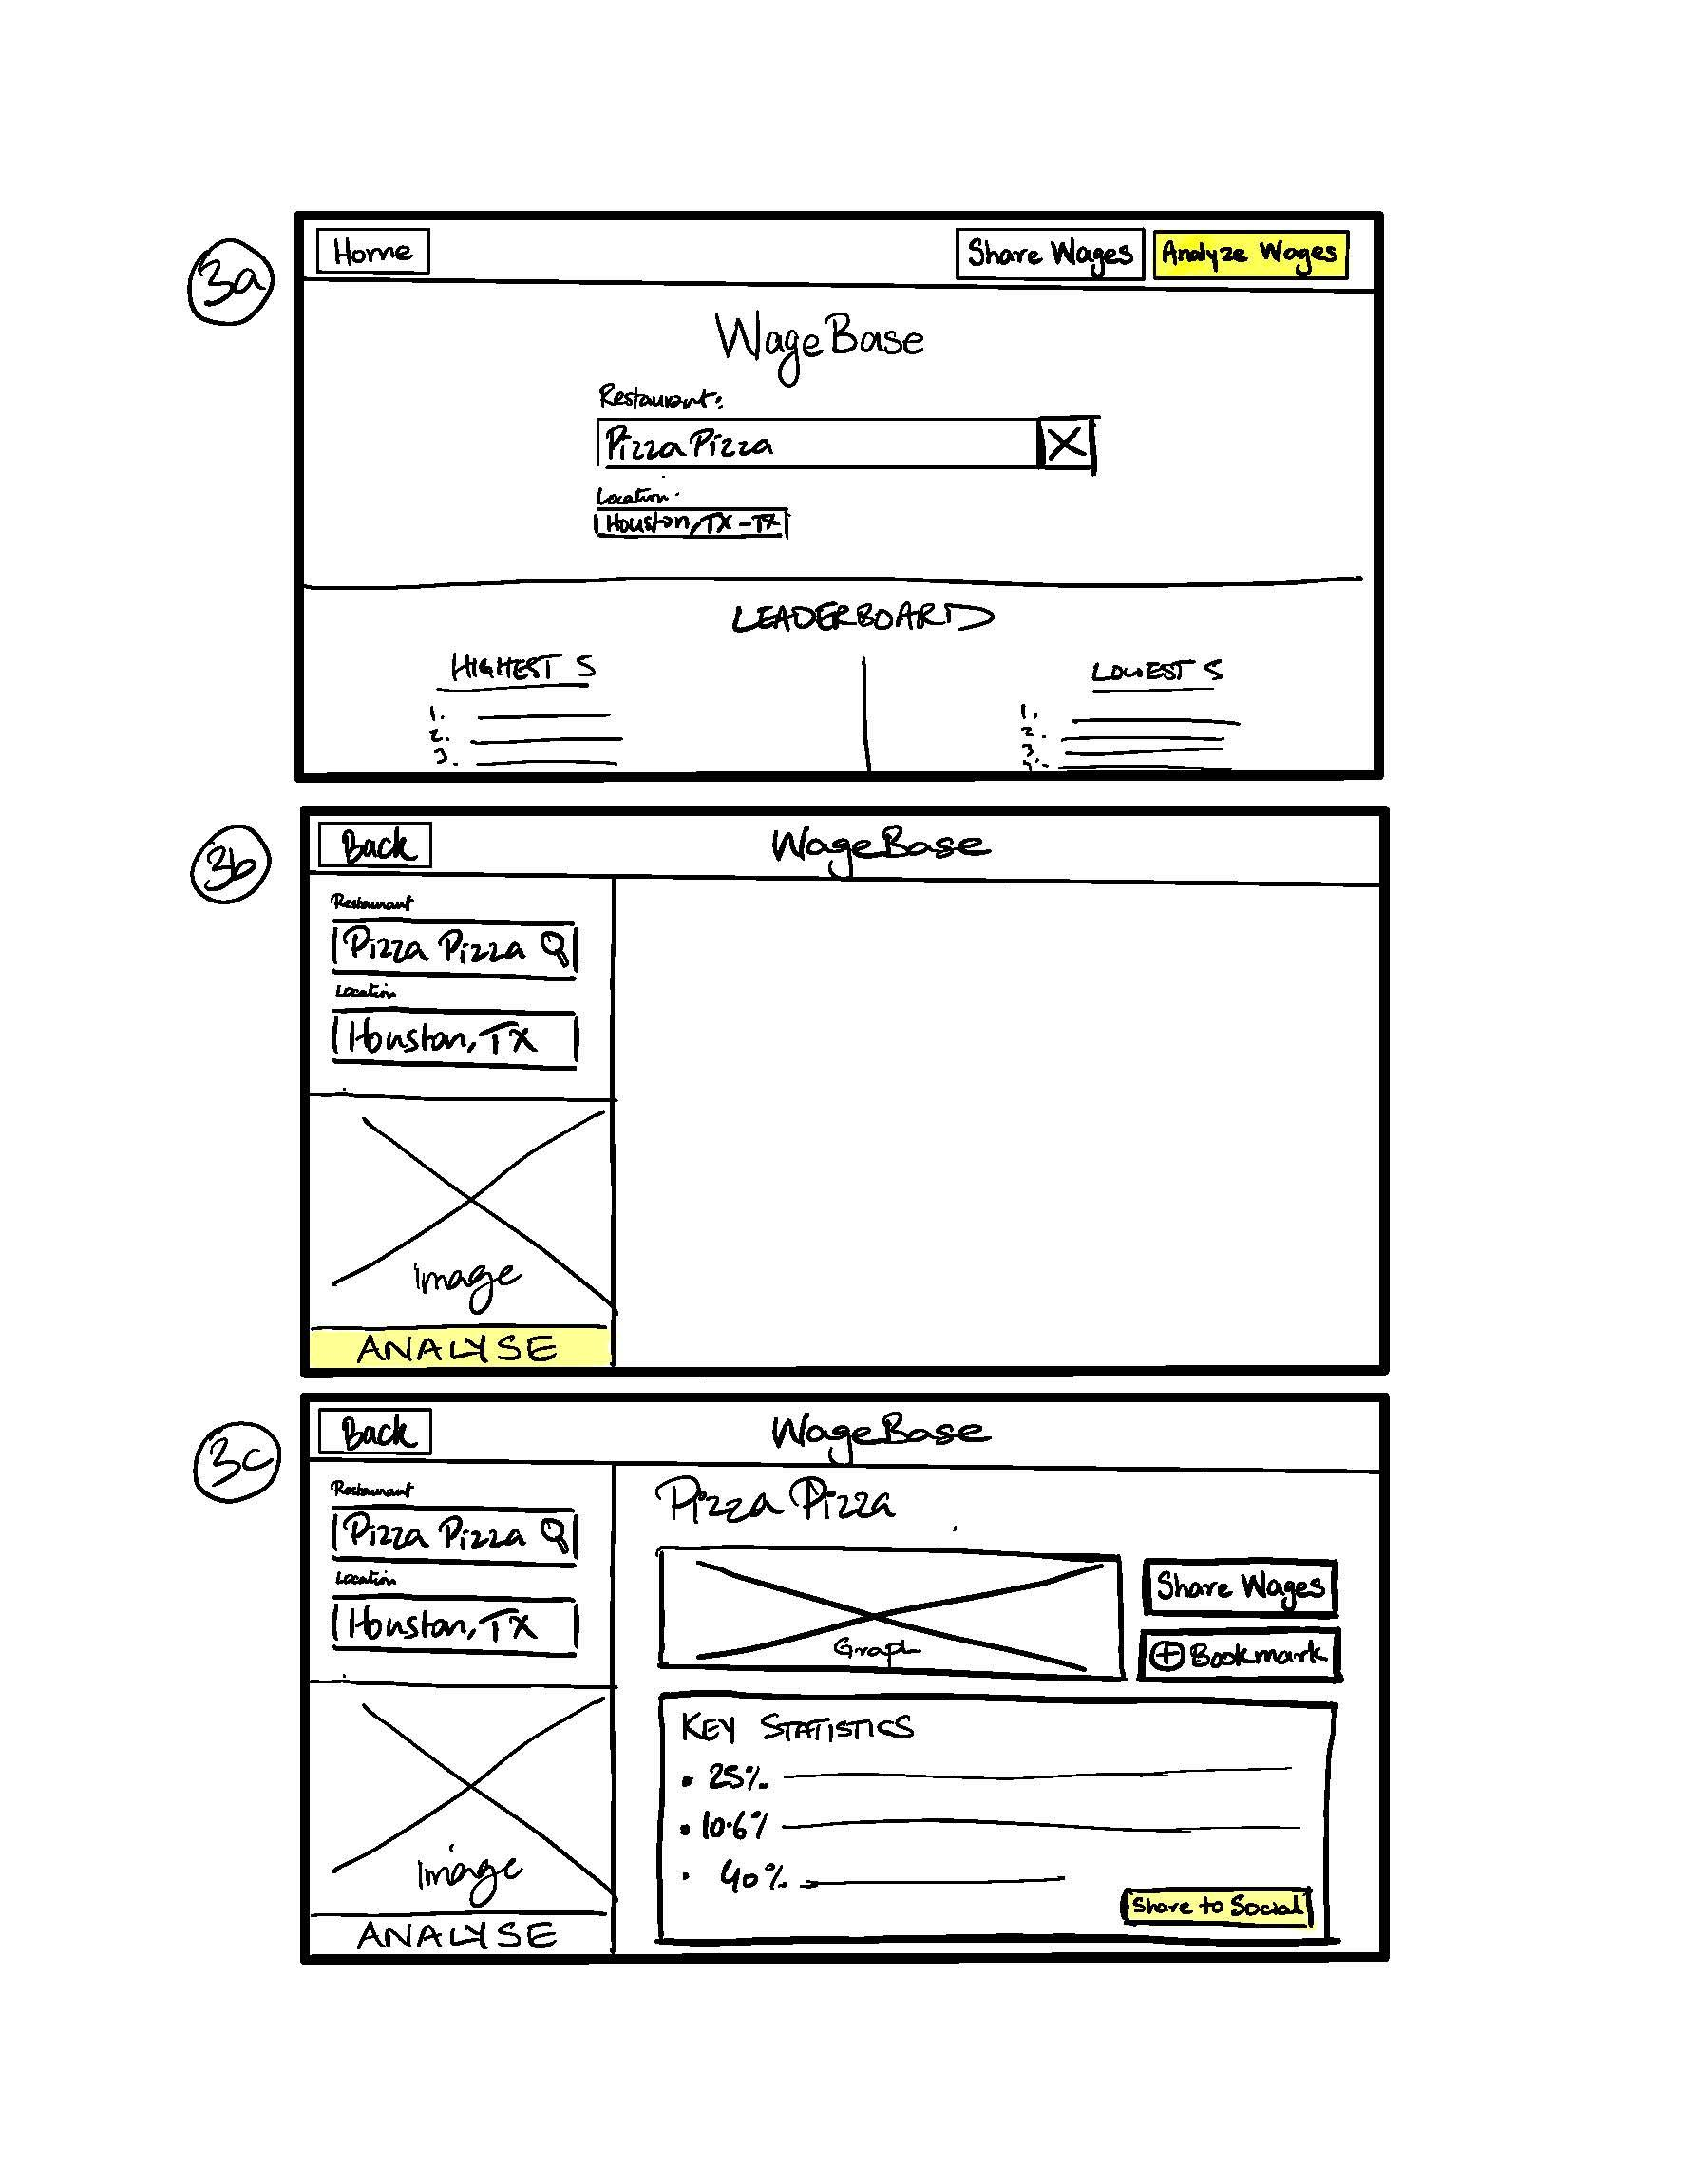 3a
Home
Share Wages
Analyze Wages
WageBase
Restaurant:
Pizza Pizza
Location:
Houston, TX - TX
LEADERBOARD
HIGHEST S
LOWEST S
1.
2.
3.
1.
2.
3.
4.
3b
Back
WageBase
Restaurant
Pizza Pizza
Location
Houston, TX
Image
ANALYSE
3c
Back
WageBase
Restaurant
Pizza Pizza
Location
Houston, TX
Image
ANALYSE
Pizza Pizza
Graph
Share Wages
Bookmark
KEY STATISTICS
• 25%
• 10.6%
• 40%
Share to Social